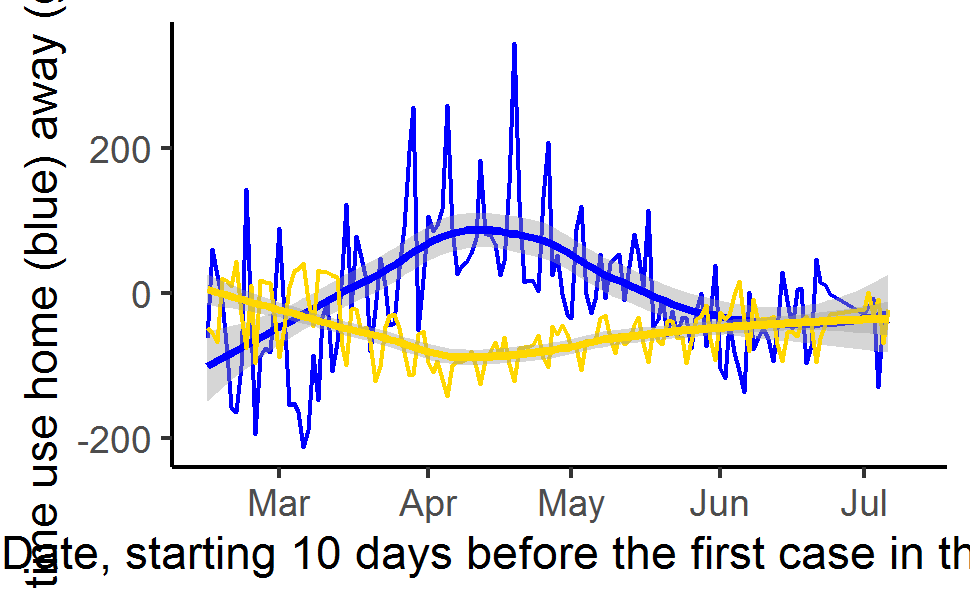 time use home (blue) away (
200
0
-200
Mar Apr May Jun Jul
Date, starting 10 days before the first case in th